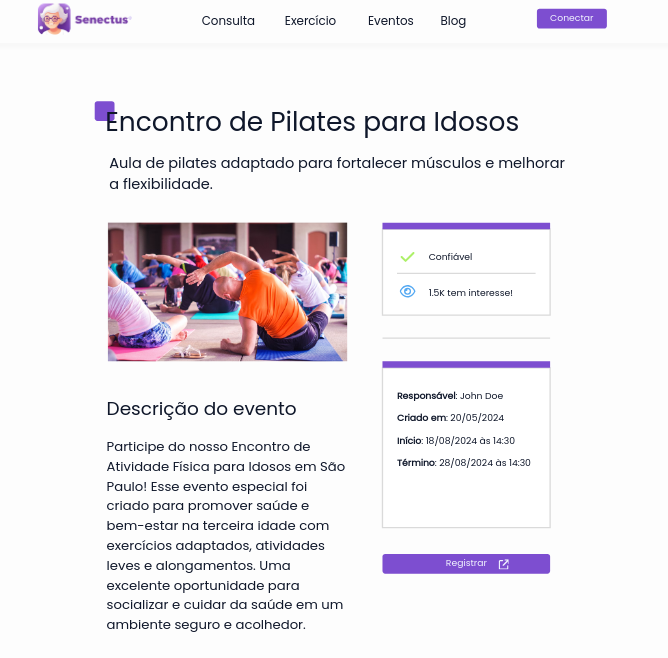 Senectus
Consulta
Exercício
Eventos
Blog
Conectar
Encontro de Pilates para Idosos
Aula de pilates adaptado para fortalecer músculos e melhorar
a flexibilidade.
Confiável
1.5K tem interesse!
Responsável: John Doe
Criado em: 20/05/2024
Início: 18/08/2024 às 14:30
Término: 28/08/2024 às 14:30
Registrar
Descrição do evento
Participe do nosso Encontro de
Atividade Física para Idosos em São
Paulo! Esse evento especial foi
criado para promover saúde e
bem-estar na terceira idade com
exercícios adaptados, atividades
leves e alongamentos. Uma
excelente oportunidade para
socializar e cuidar da saúde em um
ambiente seguro e acolhedor.